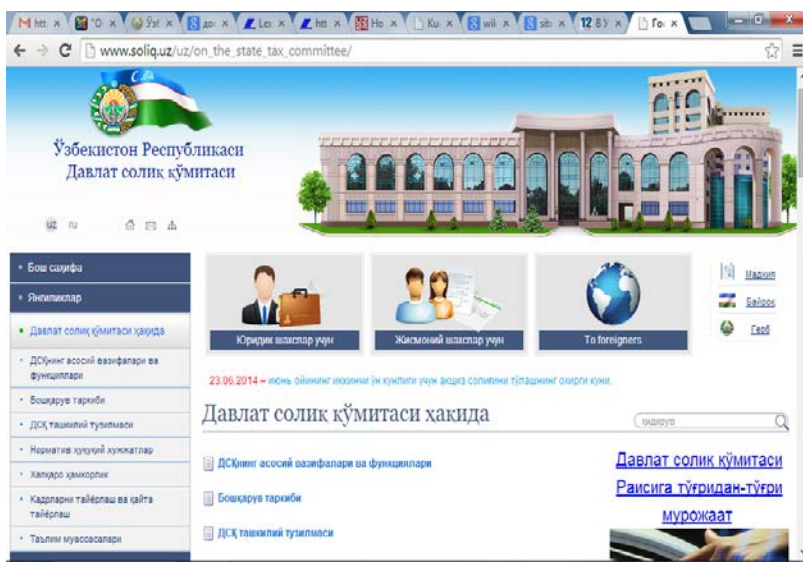 www.soliq.uz/uz/on_the_state_tax_committee/
Ўзбекистон Республикаси
Давлат солиқ қўмитаси
uz ru
Бош саҳифа
Янгиликлар
Давлат солиқ қўмитаси ҳақида
ДСҚнинг асосий вазифалари ва
функциялари
Бошқарув таркиби
ДСҚ ташкилий тузилмаси
Норматив ҳуқуқий ҳужжатлар
Халқаро ҳамкорлик
Кадрларни тайёрлаш ва қайта
тайёрлаш
Таълим муассасалари
Юридик шахслар учун
Жисмоний шахслар учун
To foreigners
Мадҳия
Байроқ
Герб
23.06.2014 – июнь ойининг иккинчи ўн кунлиги учун акциз солиғини тўлашнинг охирги куни.
Давлат солиқ қўмитаси ҳақида
қидирув
ДСҚнинг асосий вазифалари ва функциялари
Бошқарув таркиби
ДСҚ ташкилий тузилмаси
Давлат солиқ қўмитаси
Раисига тўғридан-тўғри
мурожаат